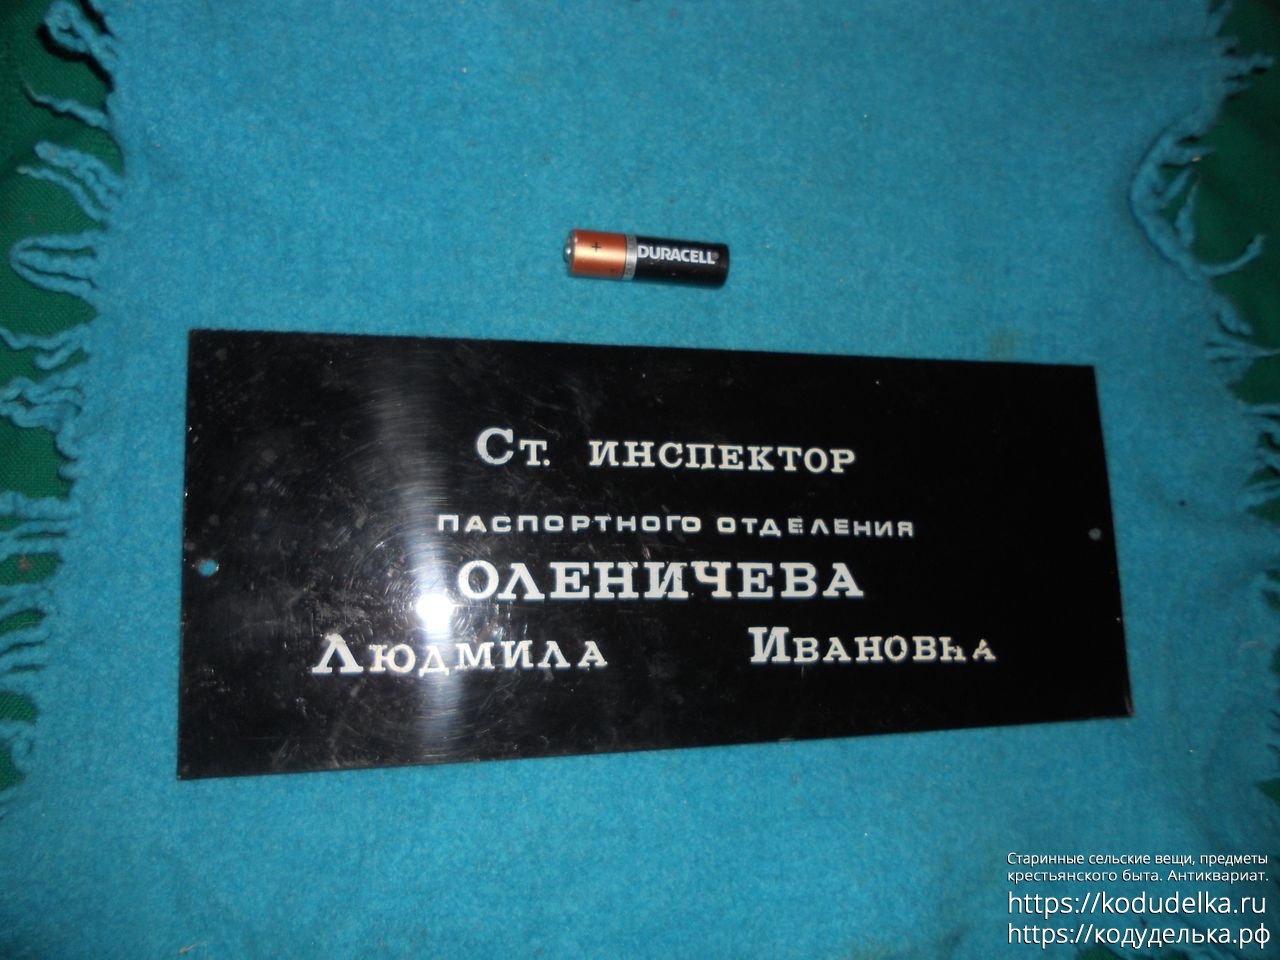 + DURACELL
Ст. ИНСПЕКТОР
ПАСПОРТНОГО ОТДЕЛЕНИЯ
ОЛЕНИЧЕВА
ЛЮДМИЛА ИВАНОВНА
Старинные сельские вещи, предметы
крестьянского быта. Антиквариат.
https://kodudelka.ru
https://кодуделька.рф